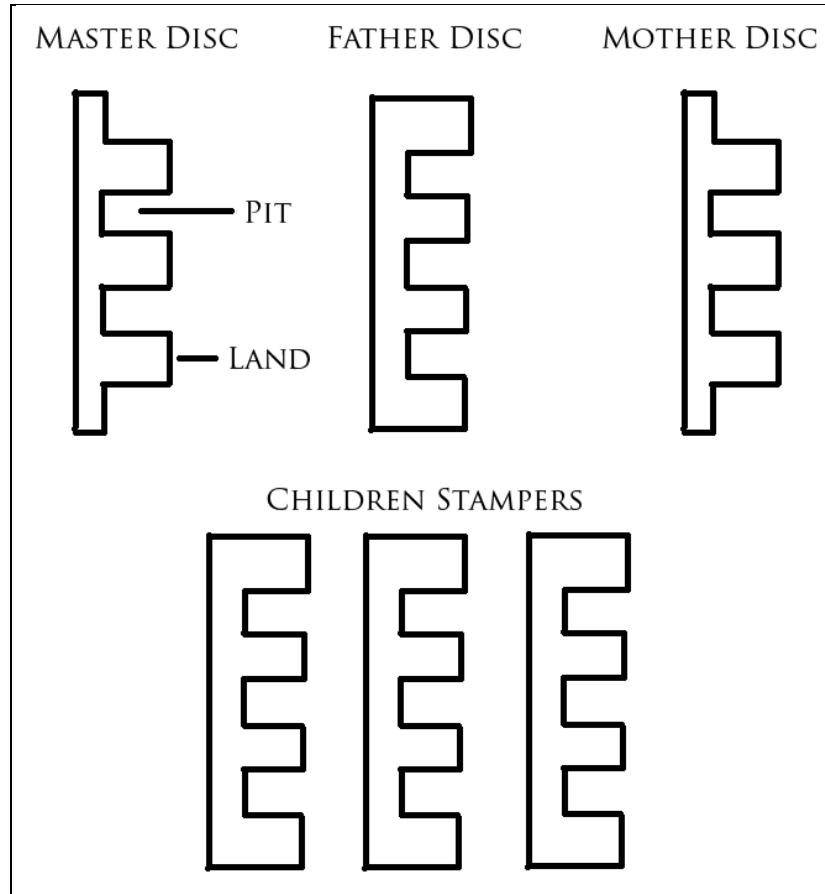 Master Disc
Father Disc
Mother Disc
Pit
Land
Children Stampers